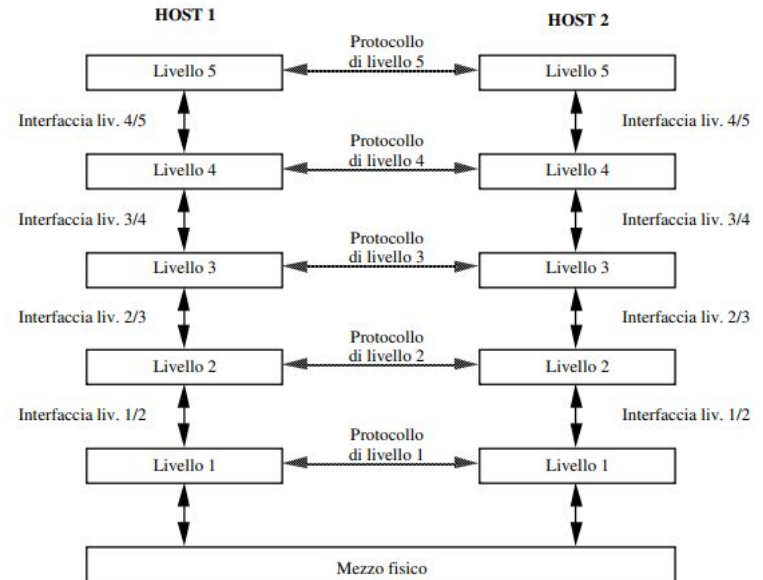 HOST 1
HOST 2
Protocollo
di livello 5
Livello 5
Livello 5
Interfaccia liv. 4/5
Interfaccia liv. 4/5
Protocollo
di livello 4
Livello 4
Livello 4
Interfaccia liv. 3/4
Interfaccia liv. 3/4
Protocollo
di livello 3
Livello 3
Livello 3
Interfaccia liv. 2/3
Interfaccia liv. 2/3
Protocollo
di livello 2
Livello 2
Livello 2
Interfaccia liv. 1/2
Interfaccia liv. 1/2
Protocollo
di livello 1
Livello 1
Livello 1
Mezzo fisico